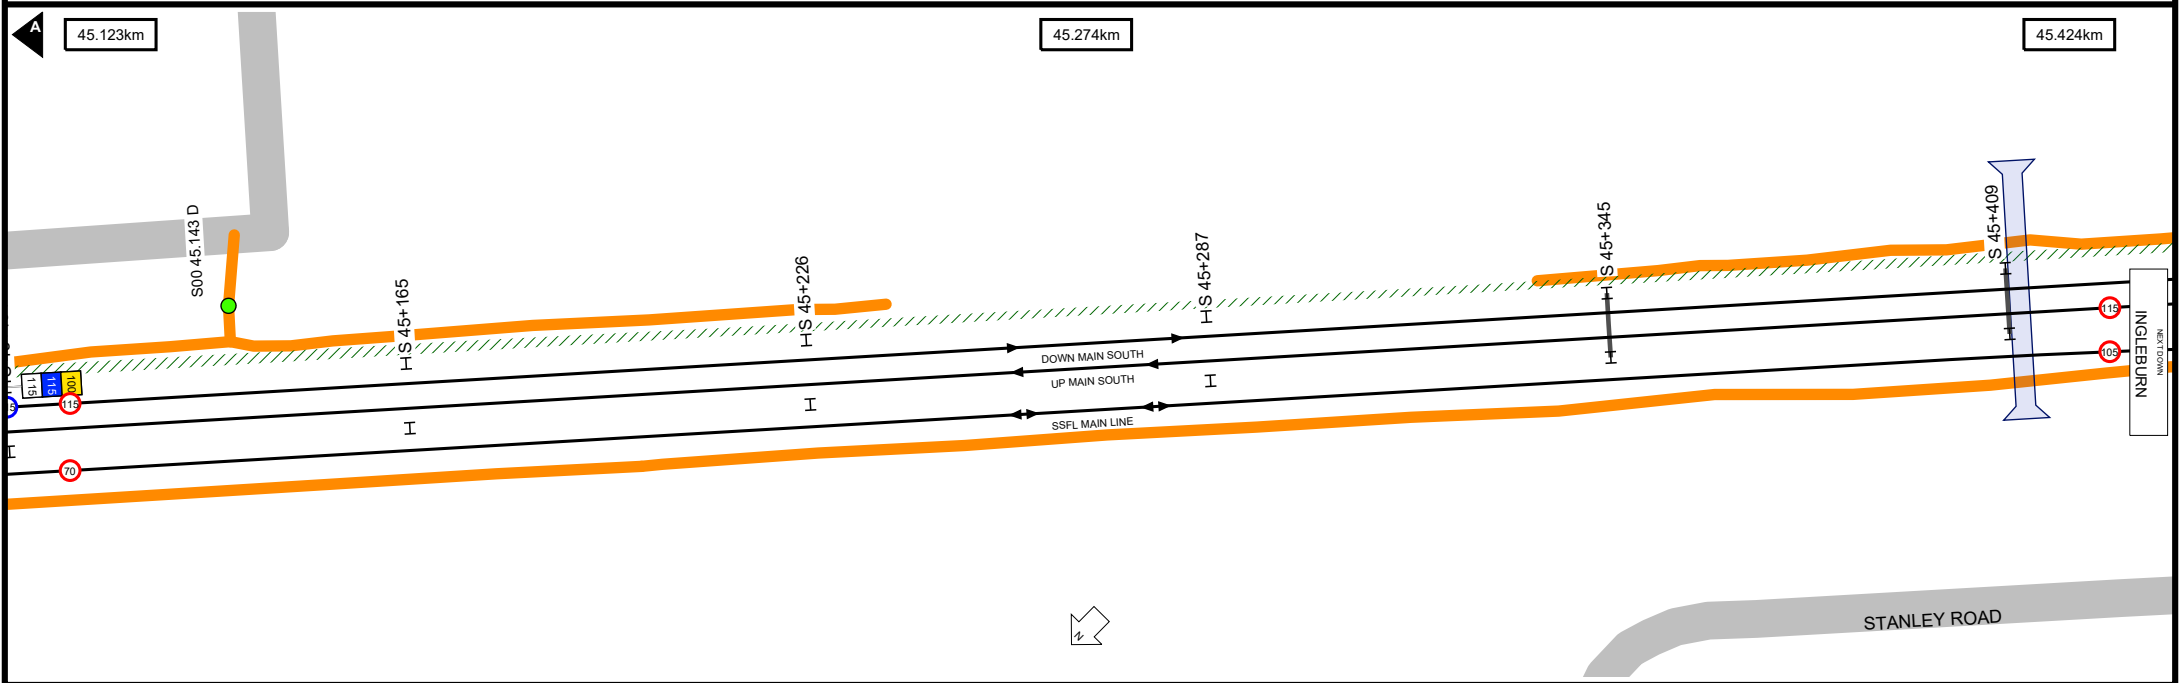 A
45.123km
45.274km
45.424km
S00 45.143 D
S 45+165
S 45+226
S 45+287
S 45+345
S 45+409
115
115
100
115
70
DOWN MAIN SOUTH
UP MAIN SOUTH
SSFL MAIN LINE
115
105
INGLEBURN
NEXT DOWN
N
STANLEY ROAD